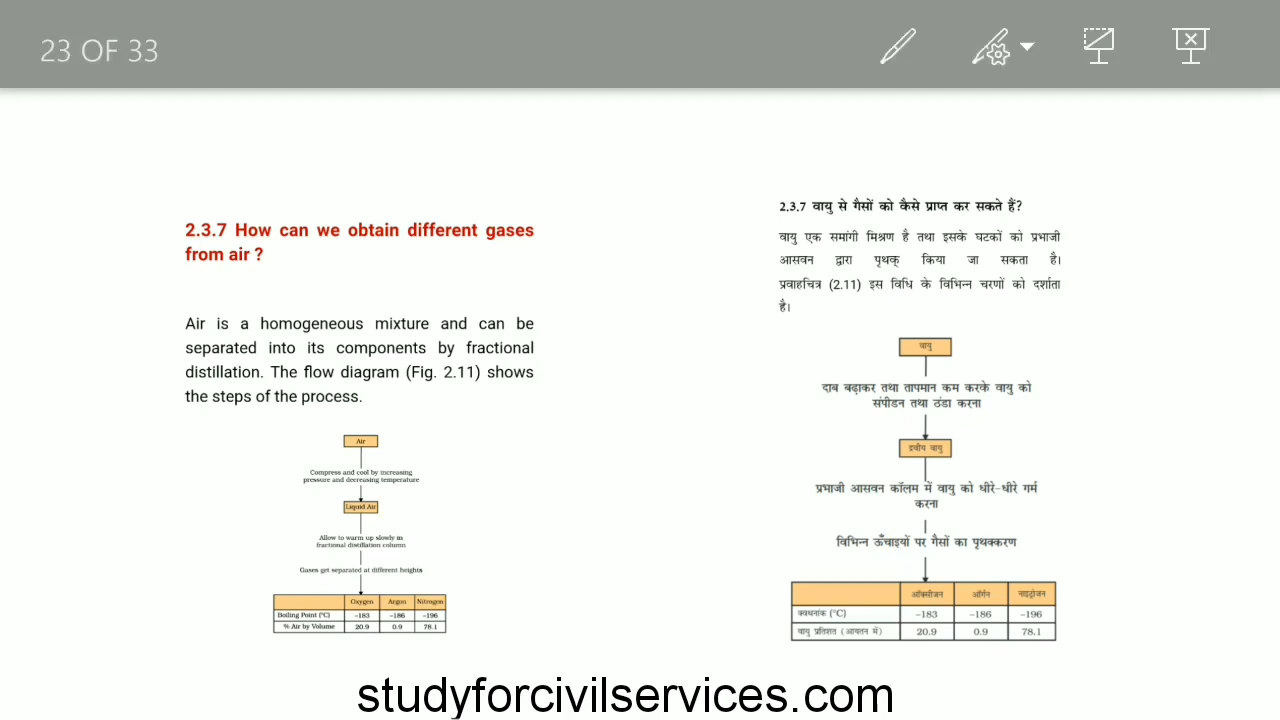 23 OF 33
2.3.7 How can we obtain different gases
from air ?
Air is a homogeneous mixture and can be
separated into its components by fractional
distillation. The flow diagram (Fig. 2.11) shows
the steps of the process.
Air
Compress and cool by increasing
pressure and decreasing temperature
Liquid Air
Allow to warm up slowly in
fractional distillation column
Gases get separated at different heights
Oxygen Argon Nitrogen
Boiling Point (°C) –183 –186 –196
% Air by Volume 20.9 0.9 78.1
2.3.7 वायु से गैसों को कैसे प्राप्त कर सकते हैं?
वायु एक समांगी मिश्रण है तथा इसके घटकों को प्रभाजी
आसवन द्वारा पृथक् किया जा सकता है।
प्रवाहचित्र (2.11) इस विधि के विभिन्न चरणों को दर्शाता
है।
वायु
दाब बढ़ाकर तथा तापमान कम करके वायु को
संपीडन तथा ठंडा करना
द्रवीय वायु
प्रभाजी आसवन कॉलम में वायु को धीरे-धीरे गर्म
करना
विभिन्न ऊँचाइयों पर गैसों का पृथक्करण
ऑक्सीजन ऑर्गन नाइट्रोजन
क्वथनांक (°C) –183 –186 –196
वायु प्रतिशत (आयतन में) 20.9 0.9 78.1
studyforcivilservices.com